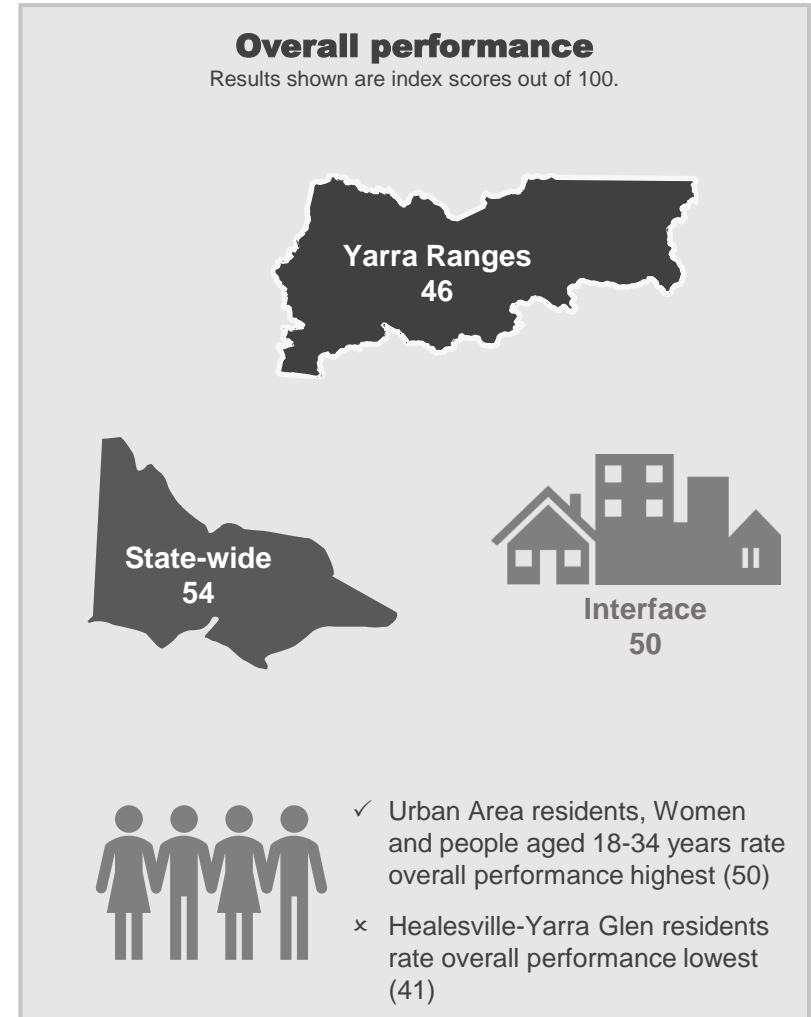 Overall performance
Results shown are index scores out of 100.
Yarra Ranges
46
State-wide
54
Interface
50
✓ Urban Area residents, Women
and people aged 18-34 years rate
overall performance highest (50)
× Healesville-Yarra Glen residents
rate overall performance lowest
(41)